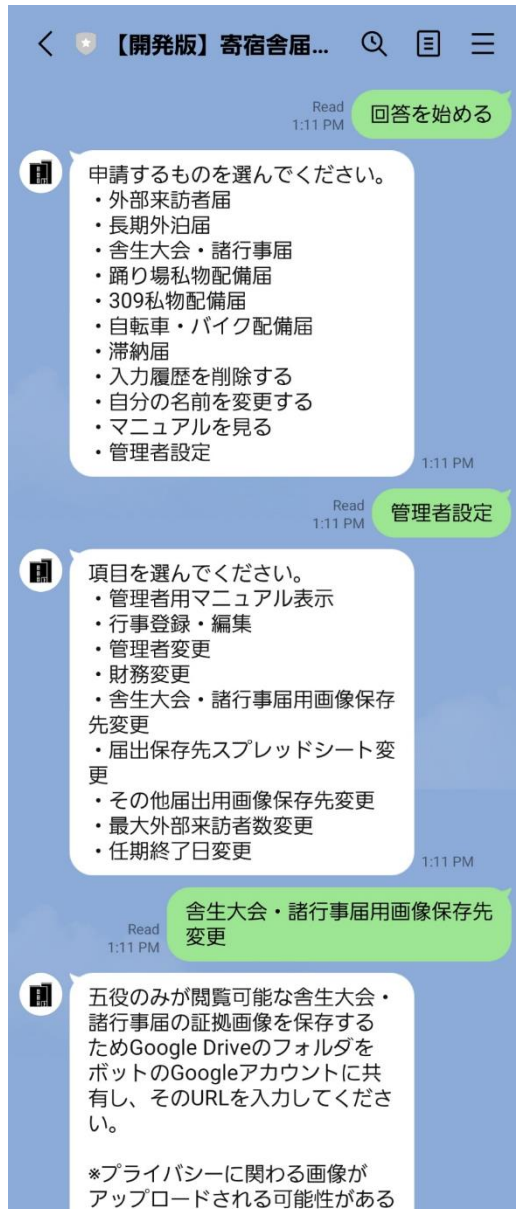 【開発版】寄宿舎届...
Read
1:11 PM
回答を始める
申請するものを選んでください。
・外部来訪者届
・長期外泊届
・舎生大会・諸行事届
・踊り場私物配備届
・309私物配備届
・自転車・バイク配備届
・滞納届
・入力履歴を削除する
・自分の名前を変更する
・マニュアルを見る
・管理者設定
1:11 PM
Read
1:11 PM
管理者設定
項目を選んでください。
・管理者用マニュアル表示
・行事登録・編集
・管理者変更
・財務変更
・舎生大会・諸行事届用画像保存
先変更
・届出保存先スプレッドシート変
更
・その他届出用画像保存先変更
・最大外部来訪者数変更
・任期終了日変更
1:11 PM
Read
1:11 PM
舎生大会・諸行事届用画像保存先
変更
五役のみが閲覧可能な舎生大会・
諸行事届の証拠画像を保存する
ためGoogle Driveのフォルダを
ボットのGoogleアカウントに共
有し、そのURLを入力してくださ
い。
※プライバシーに関わる画像が
アップロードされる可能性がある